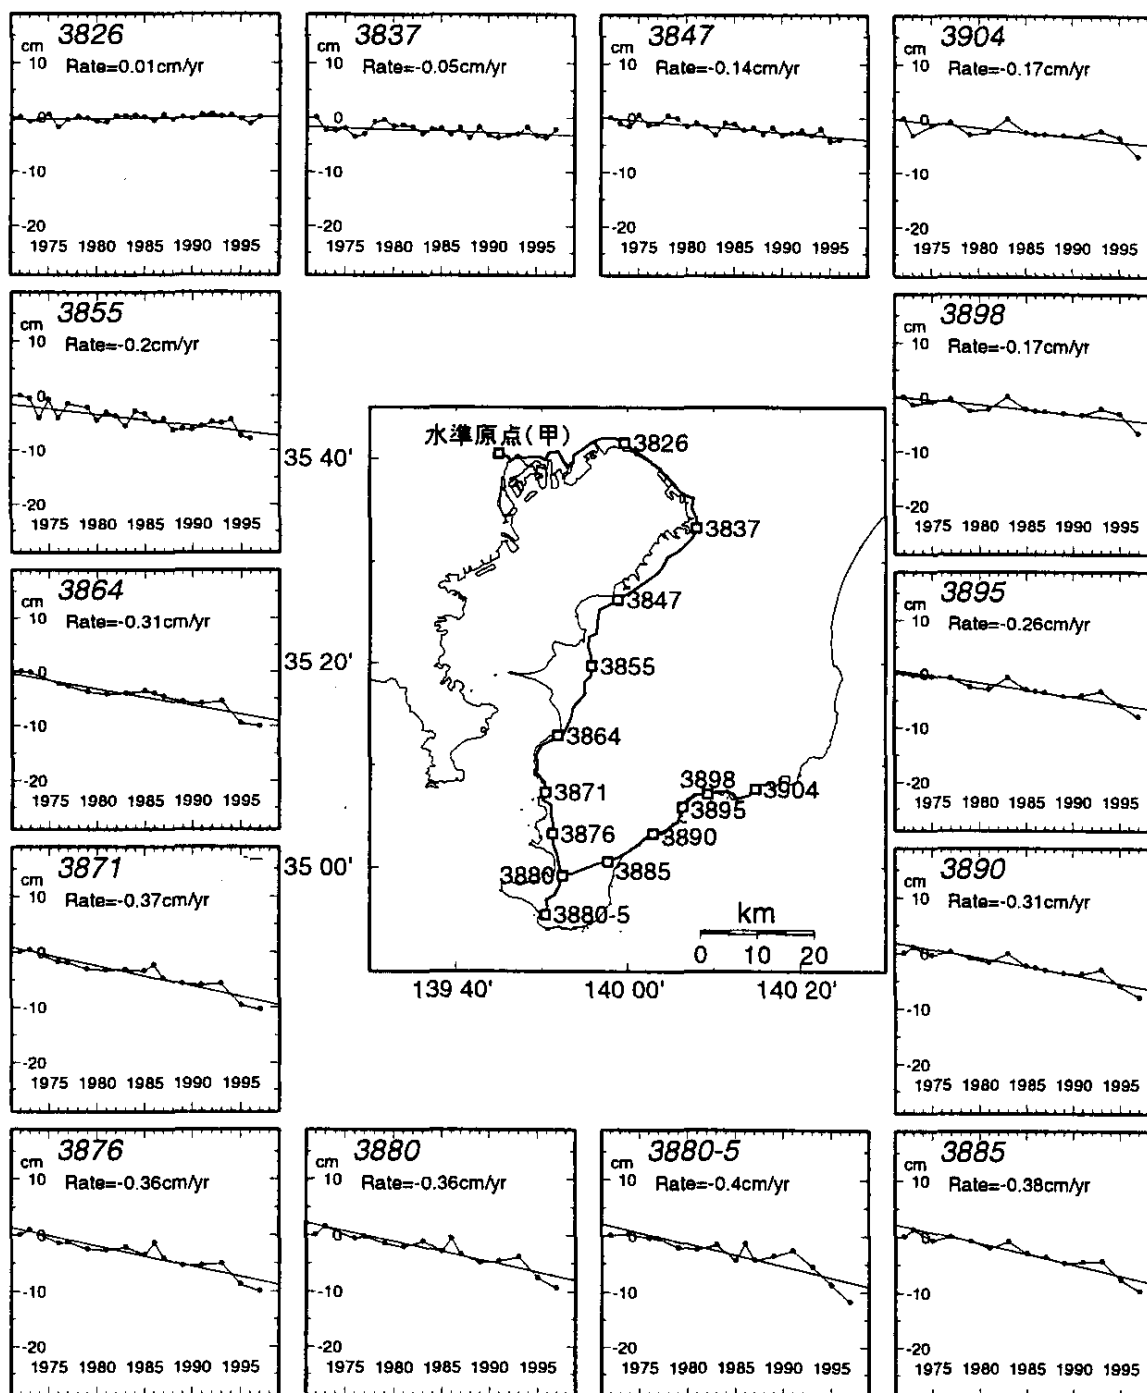 3826
cm
10
Rate=0.01cm/yr
0
-10
-20
1975 1980 1985 1990 1995
3837
cm
10
Rate=-0.05cm/yr
0
-10
-20
1975 1980 1985 1990 1995
3847
cm
10
Rate=-0.14cm/yr
0
-10
-20
1975 1980 1985 1990 1995
3904
cm
10
Rate=-0.17cm/yr
0
-10
-20
1975 1980 1985 1990 1995
3855
cm
10
Rate=-0.2cm/yr
0
-10
-20
1975 1980 1985 1990 1995
3898
cm
10
Rate=-0.17cm/yr
0
-10
-20
1975 1980 1985 1990 1995
水準原点(甲)
3826
35 40'
3837
3847
35 20'
3855
3864
3871
3898
3904
3895
3876
3890
35 00'
3880
3885
3880-5
km
0 10 20
139 40' 140 00' 140 20'
3864
cm
10
Rate=-0.31cm/yr
0
-10
-20
1975 1980 1985 1990 1995
3895
cm
10
Rate=-0.26cm/yr
0
-10
-20
1975 1980 1985 1990 1995
3871
cm
10
Rate=-0.37cm/yr
0
-10
-20
1975 1980 1985 1990 1995
3890
cm
10
Rate=-0.31cm/yr
0
-10
-20
1975 1980 1985 1990 1995
3876
cm
10
Rate=-0.36cm/yr
0
-10
-20
1975 1980 1985 1990 1995
3880
cm
10
Rate=-0.36cm/yr
0
-10
-20
1975 1980 1985 1990 1995
3880-5
cm
10
Rate=-0.4cm/yr
0
-10
-20
1975 1980 1985 1990 1995
3885
cm
10
Rate=-0.38cm/yr
0
-10
-20
1975 1980 1985 1990 1995